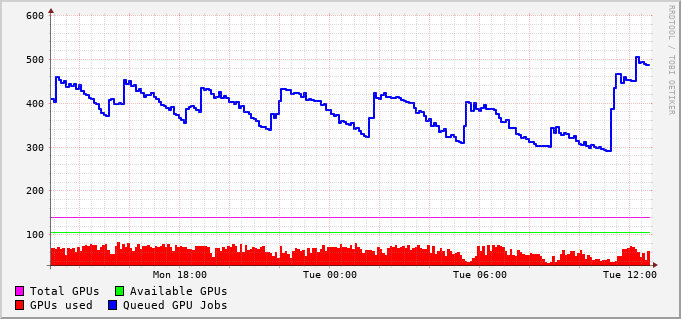 600
500
400
300
200
100
Mon 18:00 Tue 00:00 Tue 06:00 Tue 12:00
Total GPUs Available GPUs
GPUs used Queued GPU Jobs
RRDTOOL / TOBI OETIKER